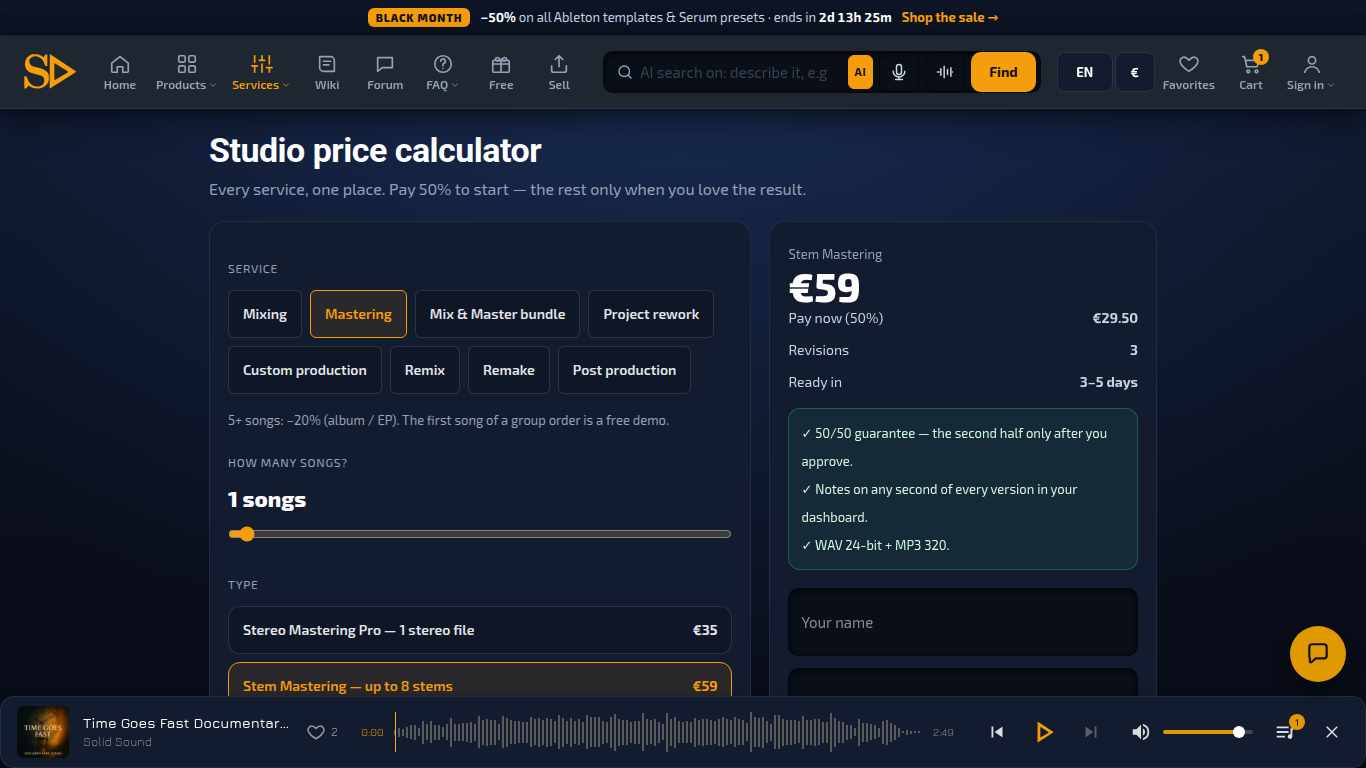 BLACK MONTH −50% on all Ableton templates & Serum presets · ends in 2d 13h 25m Shop the sale →
SD
Home
Products
Services
Wiki
Forum
FAQ
Free
Sell
AI search on: describe it, e.g
AI
Find
EN
€
Favorites
1
Cart
Sign in
Studio price calculator
Every service, one place. Pay 50% to start — the rest only when you love the result.
SERVICE
Mixing
Mastering
Mix & Master bundle
Project rework
Custom production
Remix
Remake
Post production
5+ songs: −20% (album / EP). The first song of a group order is a free demo.
HOW MANY SONGS?
1 songs
TYPE
Stereo Mastering Pro — 1 stereo file €35
Stem Mastering — up to 8 stems €59
Stem Mastering
€59
Pay now (50%) €29.50
Revisions 3
Ready in 3–5 days
✓ 50/50 guarantee — the second half only after you
approve.
✓ Notes on any second of every version in your
dashboard.
✓ WAV 24-bit + MP3 320.
Your name
TIME GOES
FAST
Time Goes Fast Documentar...
Solid Sound
2
0:00
2:49
1